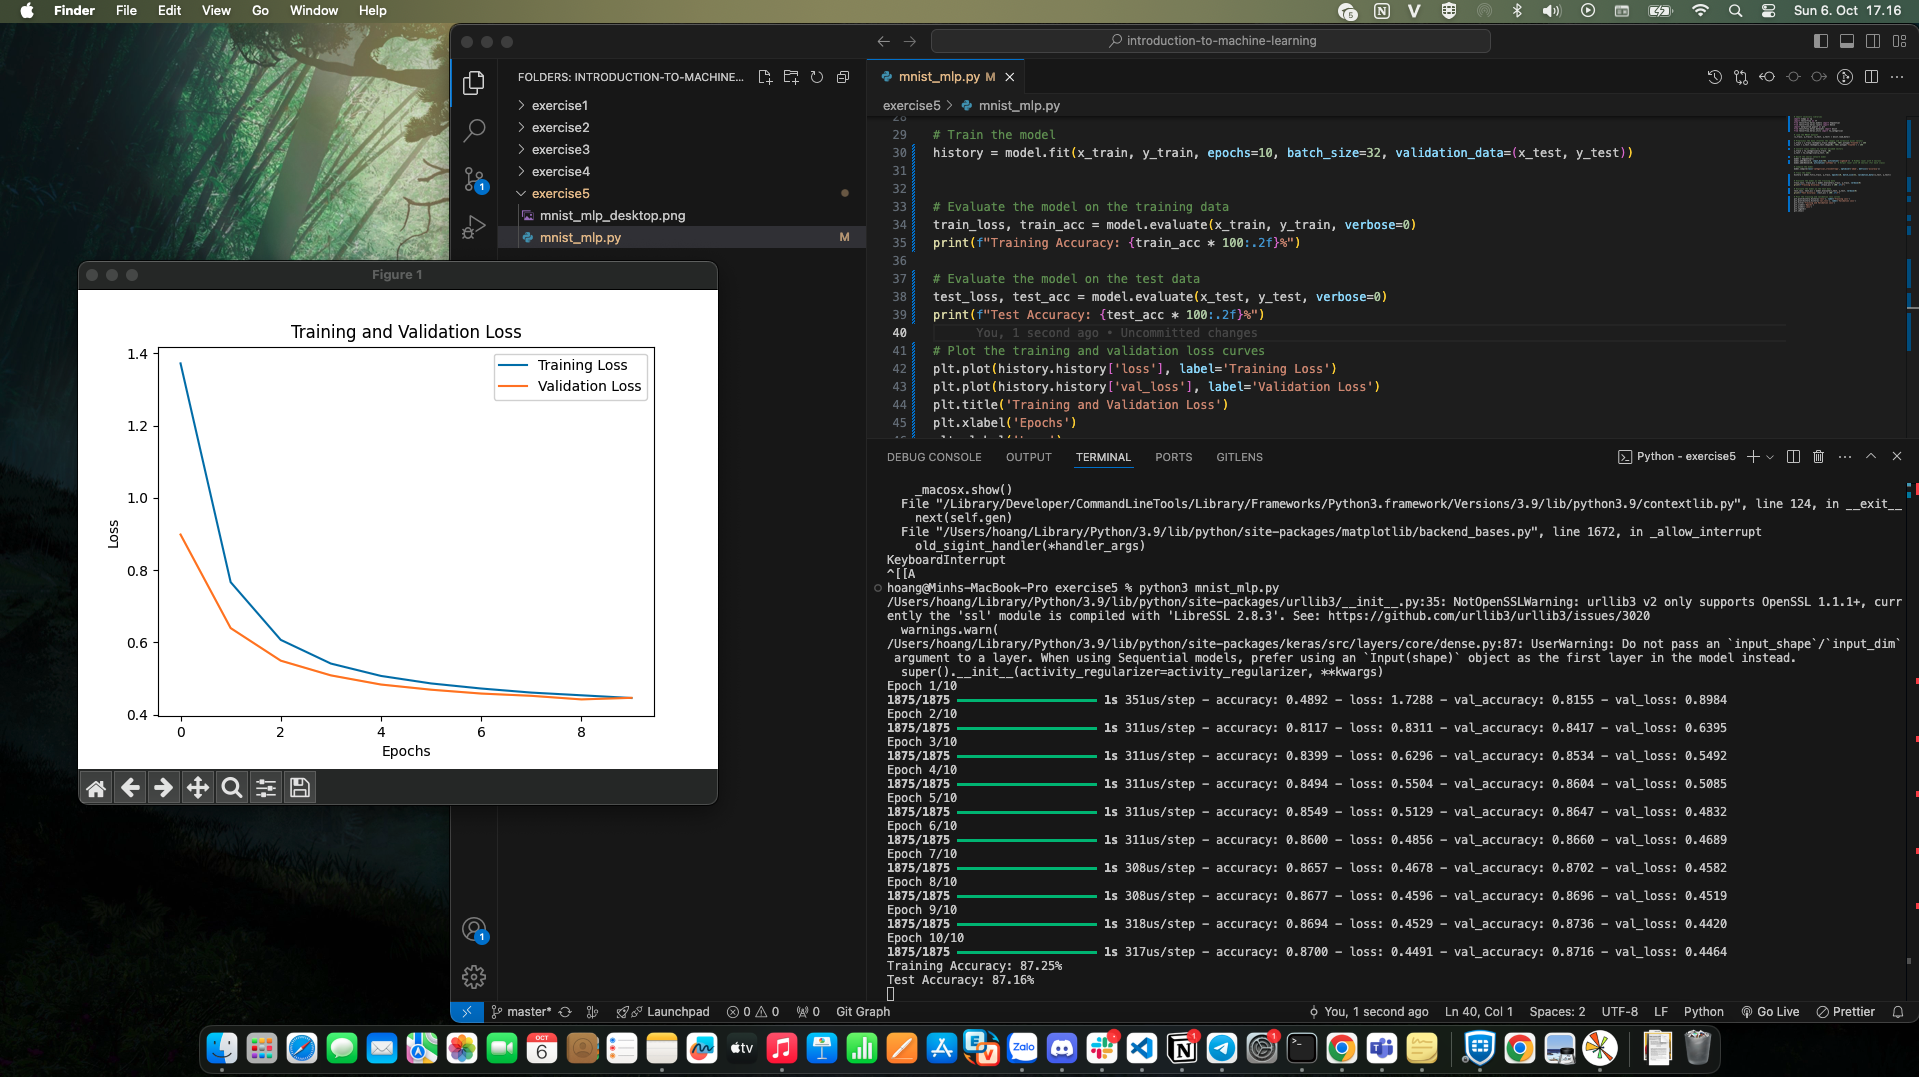 Finder File Edit View Go Window Help
5
Sun 6. Oct 17.16
introduction-to-machine-learning
FOLDERS: INTRODUCTION-TO-MACHINE...
exercise1
exercise2
exercise3
exercise4
exercise5
mnist_mlp_desktop.png
mnist_mlp.py M
1
mnist_mlp.py M
exercise5 > mnist_mlp.py
28
29 # Train the model
30 history = model.fit(x_train, y_train, epochs=10, batch_size=32, validation_data=(x_test, y_test))
31
32
33 # Evaluate the model on the training data
34 train_loss, train_acc = model.evaluate(x_train, y_train, verbose=0)
35 print(f"Training Accuracy: {train_acc * 100:.2f}%")
36
37 # Evaluate the model on the test data
38 test_loss, test_acc = model.evaluate(x_test, y_test, verbose=0)
39 print(f"Test Accuracy: {test_acc * 100:.2f}%")
40 You, 1 second ago • Uncommitted changes
41 # Plot the training and validation loss curves
42 plt.plot(history.history['loss'], label='Training Loss')
43 plt.plot(history.history['val_loss'], label='Validation Loss')
44 plt.title('Training and Validation Loss')
45 plt.xlabel('Epochs')
Figure 1
Training and Validation Loss
Training Loss
Validation Loss
1.4
1.2
1.0
0.8
0.6
0.4
Loss
0 2 4 6 8
Epochs
DEBUG CONSOLE OUTPUT TERMINAL PORTS GITLENS
Python - exercise5
_macosx.show()
File "/Library/Developer/CommandLineTools/Library/Frameworks/Python3.framework/Versions/3.9/lib/python3.9/contextlib.py", line 124, in __exit__
next(self.gen)
File "/Users/hoang/Library/Python/3.9/lib/python/site-packages/matplotlib/backend_bases.py", line 1672, in _allow_interrupt
old_sigint_handler(*handler_args)
KeyboardInterrupt
^[[A
hoang@Minhs-MacBook-Pro exercise5 % python3 mnist_mlp.py
/Users/hoang/Library/Python/3.9/lib/python/site-packages/urllib3/__init__.py:35: NotOpenSSLWarning: urllib3 v2 only supports OpenSSL 1.1.1+, curr
ently the 'ssl' module is compiled with 'LibreSSL 2.8.3'. See: https://github.com/urllib3/urllib3/issues/3020
warnings.warn(
/Users/hoang/Library/Python/3.9/lib/python/site-packages/keras/src/layers/core/dense.py:87: UserWarning: Do not pass an `input_shape`/`input_dim`
argument to a layer. When using Sequential models, prefer using an `Input(shape)` object as the first layer in the model instead.
super().__init__(activity_regularizer=activity_regularizer, **kwargs)
Epoch 1/10
1875/1875 1s 351us/step - accuracy: 0.4892 - loss: 1.7288 - val_accuracy: 0.8155 - val_loss: 0.8984
Epoch 2/10
1875/1875 1s 311us/step - accuracy: 0.8117 - loss: 0.8311 - val_accuracy: 0.8417 - val_loss: 0.6395
Epoch 3/10
1875/1875 1s 311us/step - accuracy: 0.8399 - loss: 0.6296 - val_accuracy: 0.8534 - val_loss: 0.5492
Epoch 4/10
1875/1875 1s 311us/step - accuracy: 0.8494 - loss: 0.5504 - val_accuracy: 0.8604 - val_loss: 0.5085
Epoch 5/10
1875/1875 1s 311us/step - accuracy: 0.8549 - loss: 0.5129 - val_accuracy: 0.8647 - val_loss: 0.4832
Epoch 6/10
1875/1875 1s 311us/step - accuracy: 0.8600 - loss: 0.4856 - val_accuracy: 0.8660 - val_loss: 0.4689
Epoch 7/10
1875/1875 1s 308us/step - accuracy: 0.8657 - loss: 0.4678 - val_accuracy: 0.8702 - val_loss: 0.4582
Epoch 8/10
1875/1875 1s 308us/step - accuracy: 0.8677 - loss: 0.4596 - val_accuracy: 0.8696 - val_loss: 0.4519
Epoch 9/10
1875/1875 1s 318us/step - accuracy: 0.8694 - loss: 0.4529 - val_accuracy: 0.8736 - val_loss: 0.4420
Epoch 10/10
1875/1875 1s 317us/step - accuracy: 0.8700 - loss: 0.4491 - val_accuracy: 0.8716 - val_loss: 0.4464
Training Accuracy: 87.25%
Test Accuracy: 87.16%
1
master* Launchpad 0 0 0 Git Graph
You, 1 second ago Ln 40, Col 1 Spaces: 2 UTF-8 LF Python Go Live Prettier
OCT
6
tv
E
V
Zalo
1
1